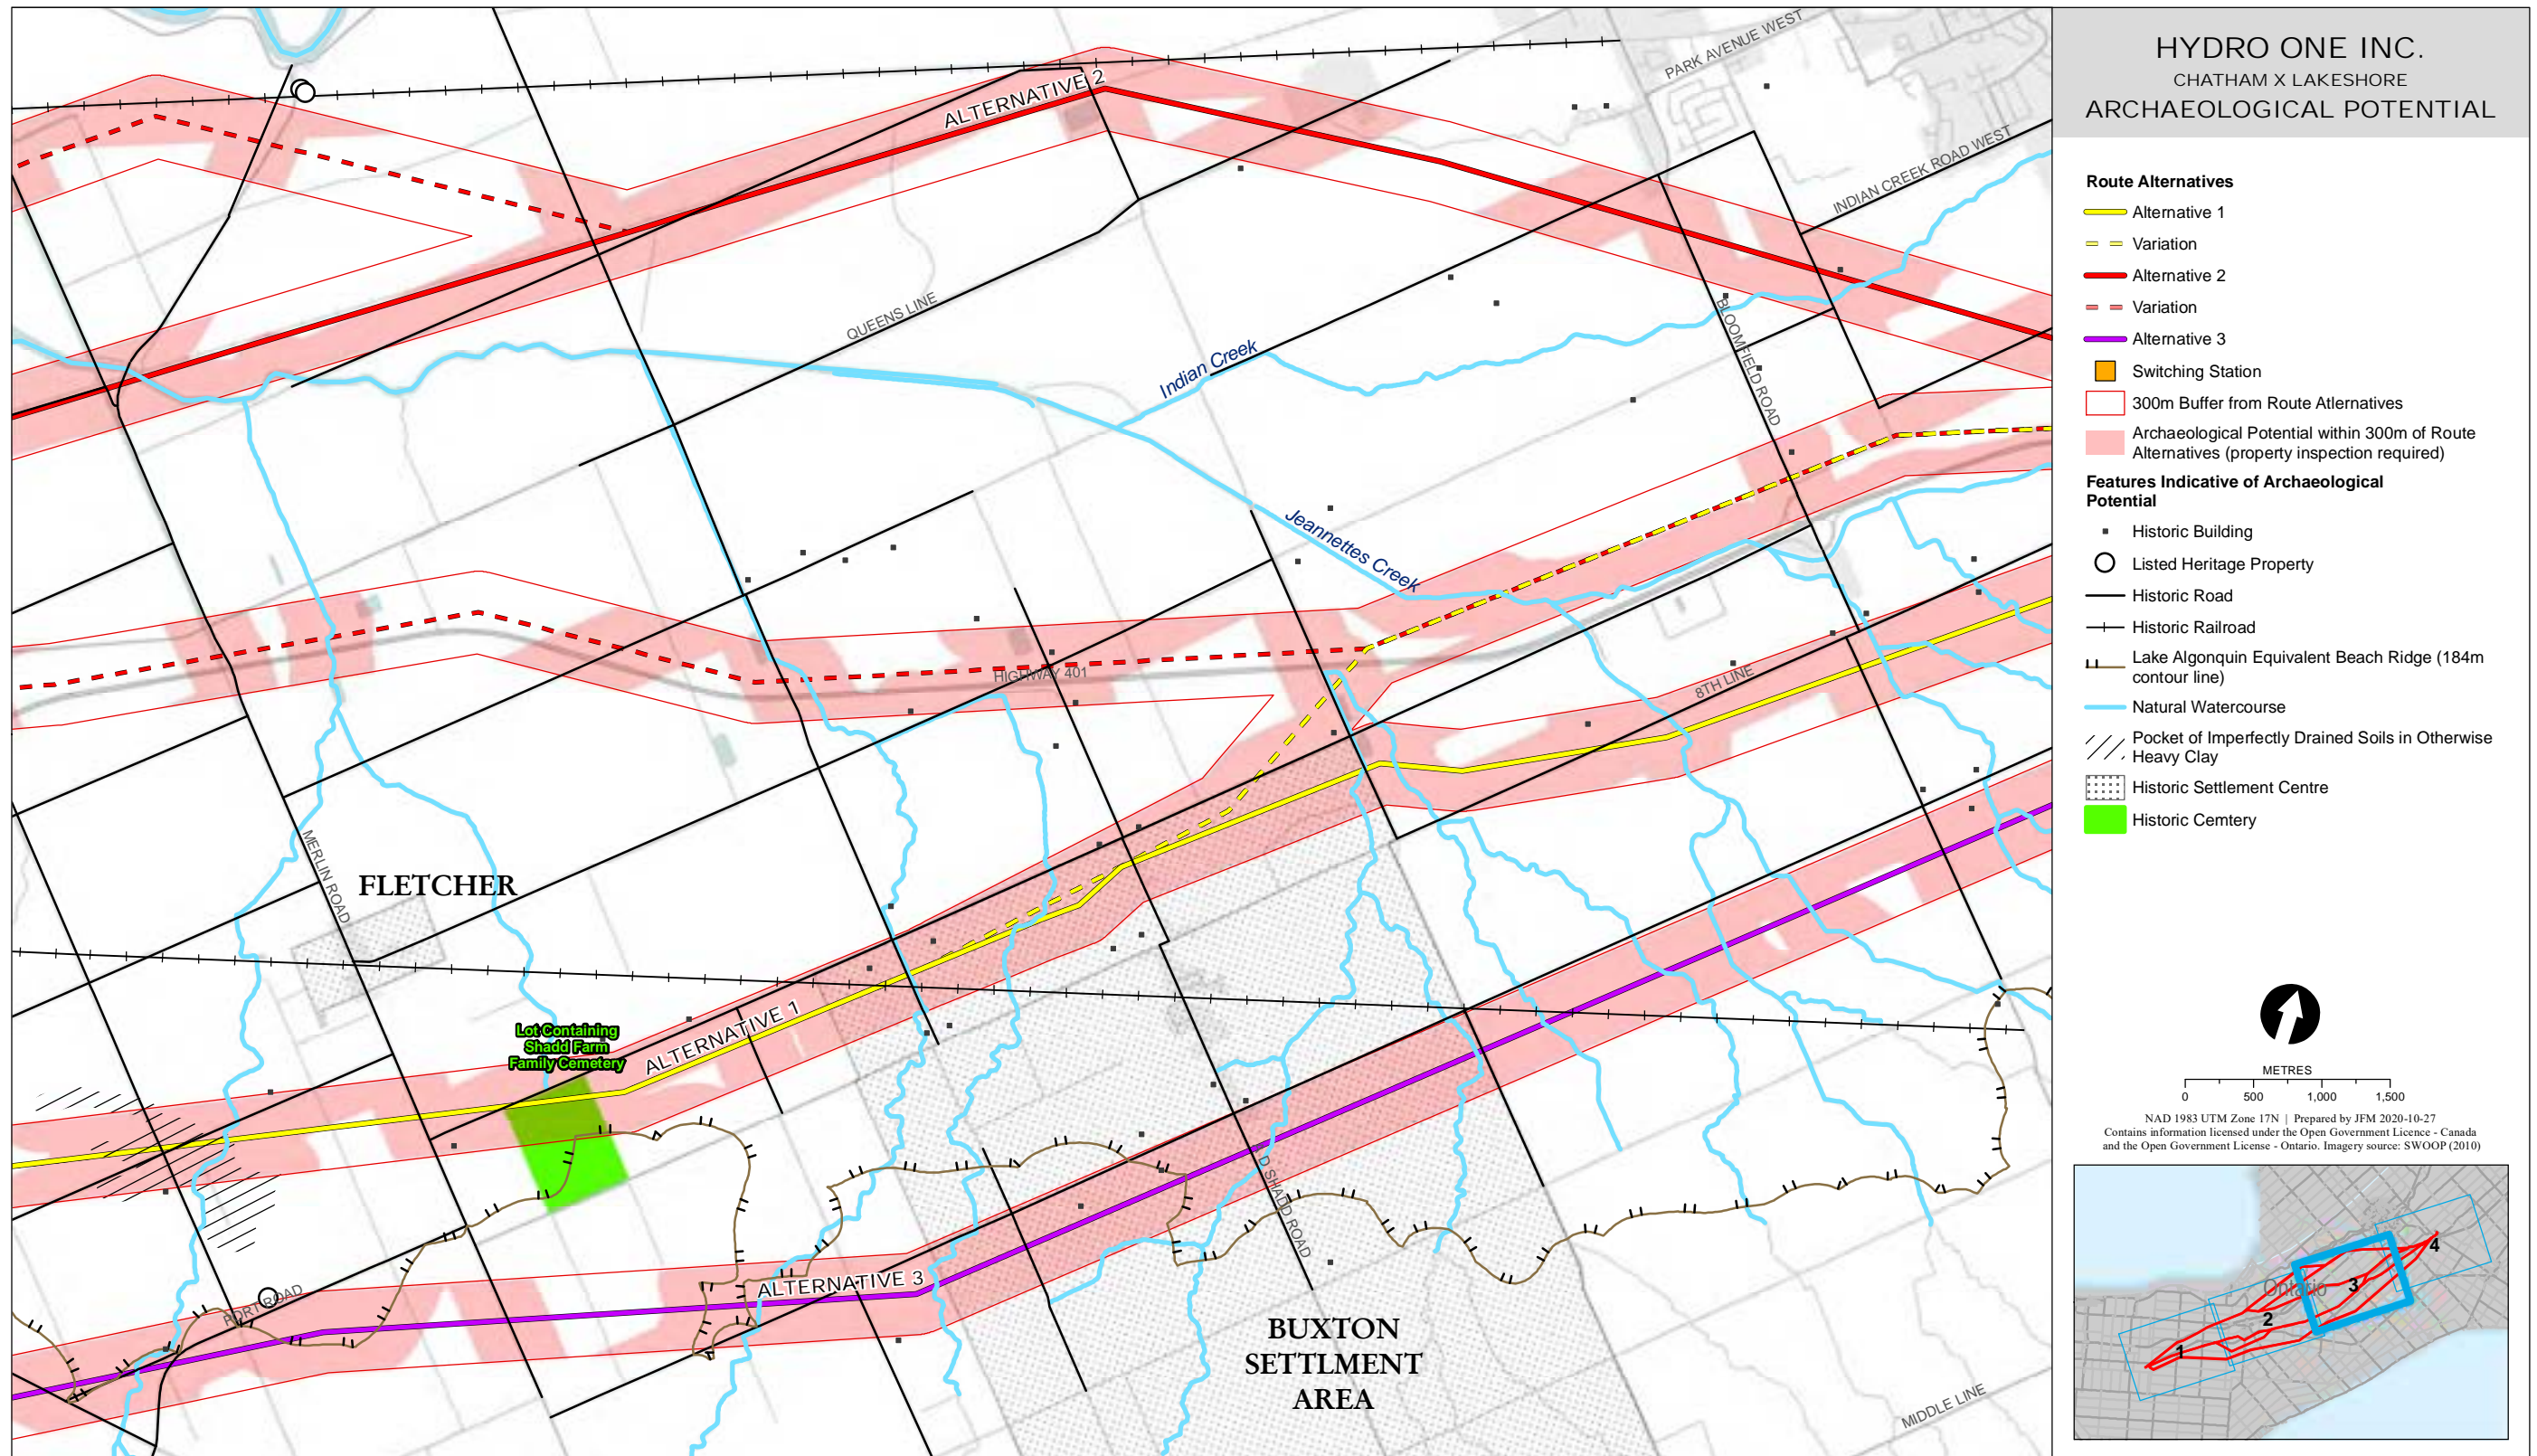 HYDRO ONE INC.
CHATHAM X LAKESHORE
ARCHAEOLOGICAL POTENTIAL
Route Alternatives
Alternative 1
Variation
Alternative 2
Variation
Alternative 3
Switching Station
300m Buffer from Route Atlernatives
Archaeological Potential within 300m of Route
Alternatives (property inspection required)
Features Indicative of Archaeological
Potential
Historic Building
Listed Heritage Property
Historic Road
Historic Railroad
Lake Algonquin Equivalent Beach Ridge (184m
contour line)
Natural Watercourse
Pocket of Imperfectly Drained Soils in Otherwise
Heavy Clay
Historic Settlement Centre
Historic Cemtery
METRES
0 500 1,000 1,500
NAD 1983 UTM Zone 17N | Prepared by JFM 2020-10-27
Contains information licensed under the Open Government Licence - Canada
and the Open Government License - Ontario. Imagery source: SWOOP (2010)
Ontario
1
2
3
4
PARK AVENUE WEST
ALTERNATIVE 2
INDIAN CREEK ROAD WEST
QUEENS LINE
Indian Creek
BLOOMFIELD ROAD
Jeannettes Creek
HIGHWAY 401
8TH LINE
MERLIN ROAD
FLETCHER
Lot Containing
Shadd Farm
Family Cemetery
ALTERNATIVE 1
D SHADD ROAD
ALTERNATIVE 3
PORT ROAD
BUXTON
SETTLMENT
AREA
MIDDLE LINE